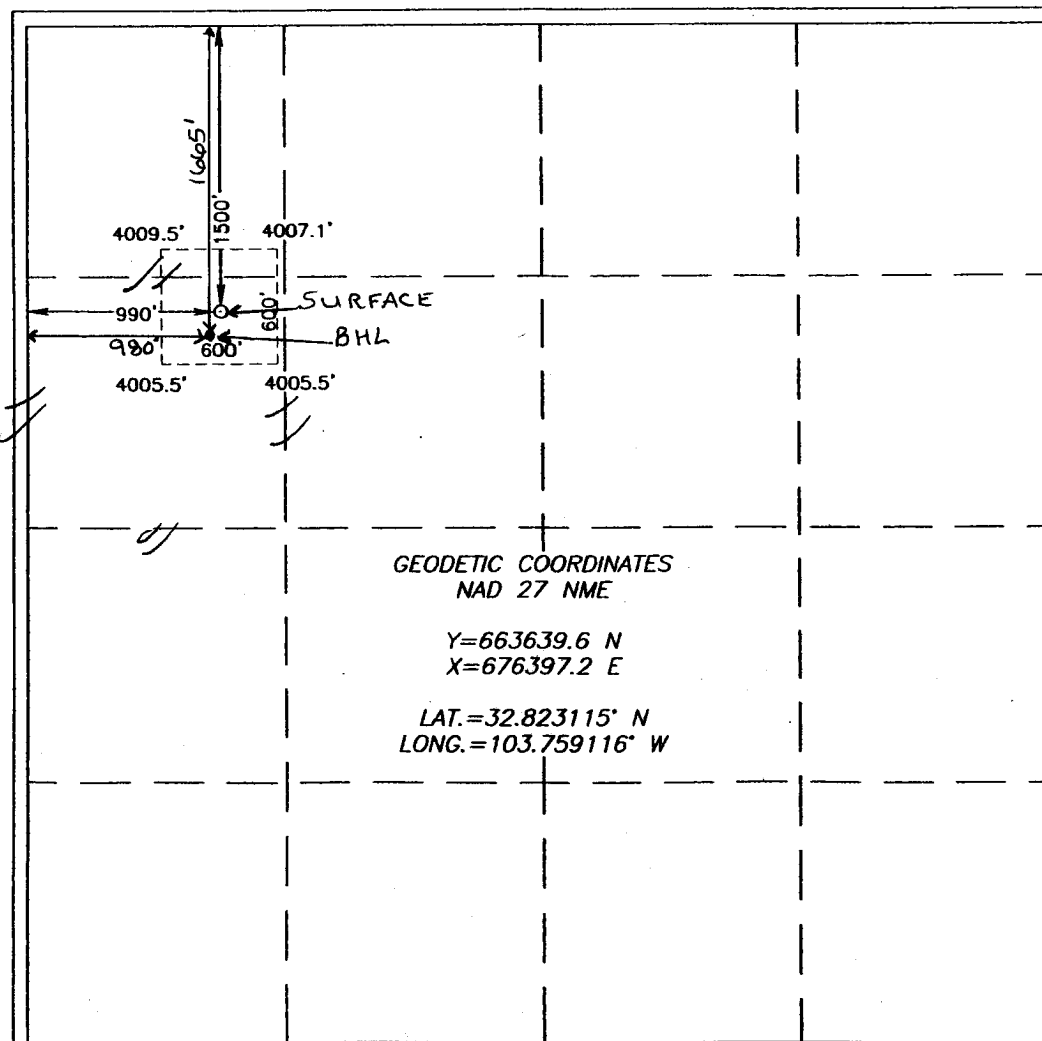 1665'
1500'
4009.5' 4007.1'
990' SURFACE
600'
980' 600' BHL
4005.5' 4005.5'
GEODETIC COORDINATES
NAD 27 NME
Y=663639.6 N
X=676397.2 E
LAT.=32.823115° N
LONG.=103.759116° W